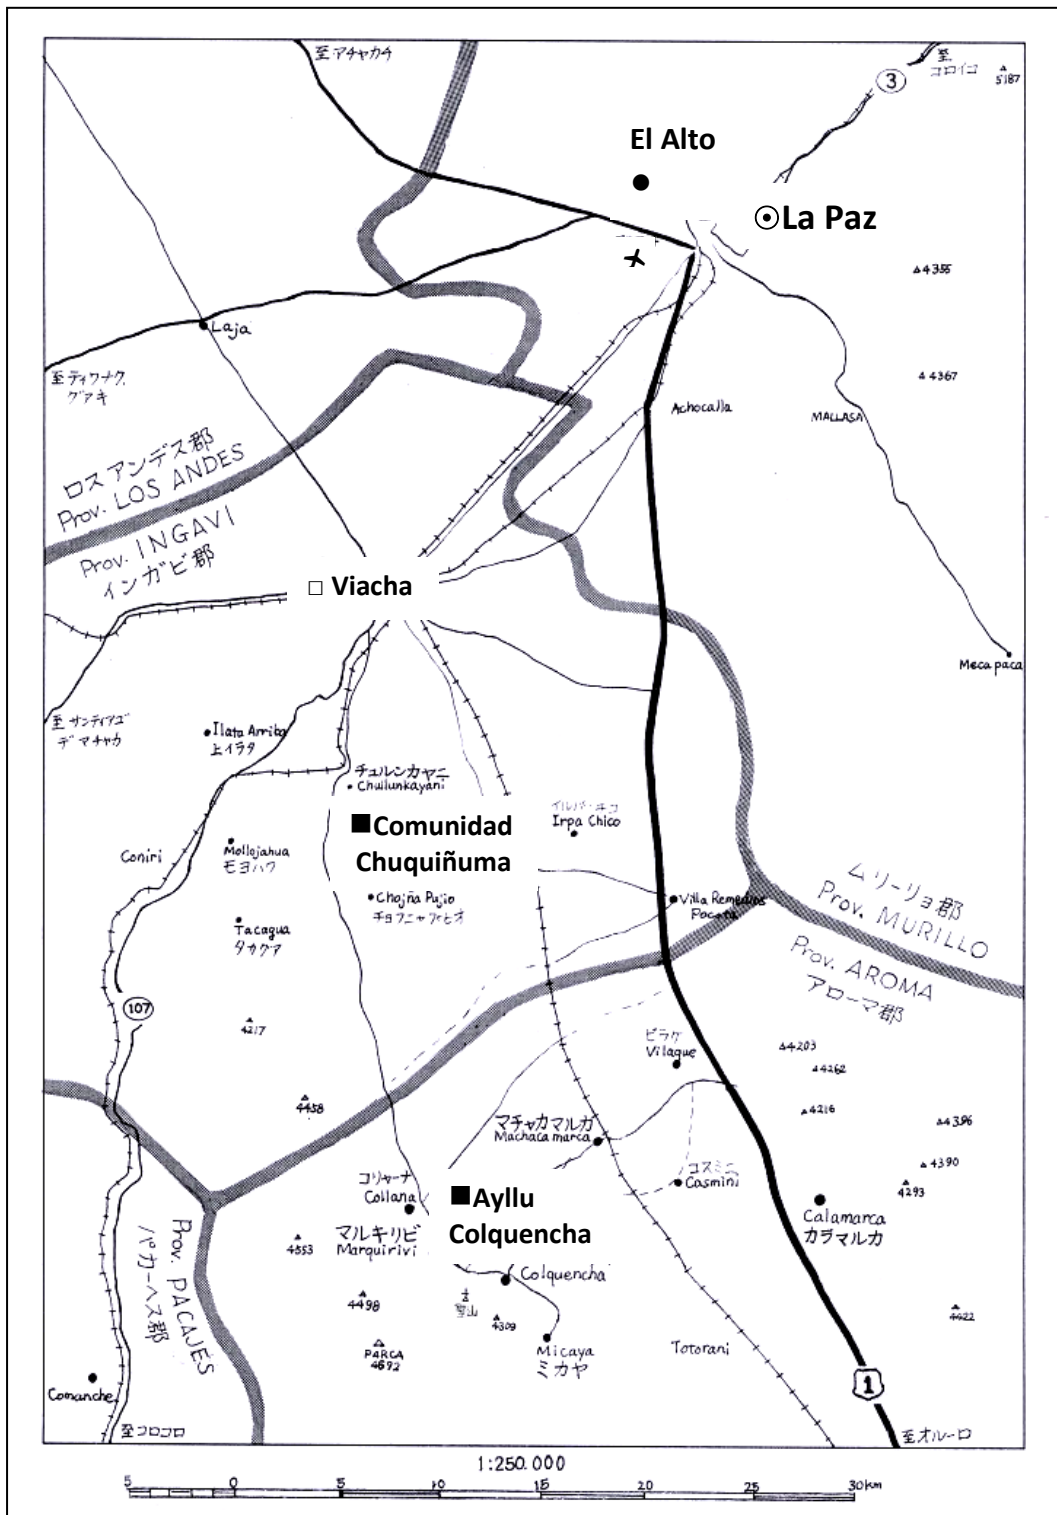 至アチャカチ
至
コロイコ
5187
3
El Alto
La Paz
4355
Laja
至ティワナク,
グアキ
4367
Achocalla
MALLASA
ロス アンデス郡
Prov. LOS ANDES
Prov. INGAVI
インガビ郡
□ Viacha
Mecapaca
至サンティアゴ
デマチャカ
Ilata Arriba
上イラタ
チュルンカヤニ
Chullunkayani
Comunidad
Chuquiñuma
Irpa Chico
Coniri
Mollojahua
モヨハワ
Chojña Pujio
Villa Remedios
Pocota
Tacagua
タカグア
ムリーリョ郡
Prov. MURILLO
Prov. AROMA
アローマ郡
107
4217
ビラケ
Vilaque
4203
4262
4458
4216
4396
マチャカマルカ
Machaca marca
4390
コリャーナ
Collana
Ayllu
Colquencha
コスミニ
Casmini
4293
Calamarca
カラマルカ
マルキリビ
Marquirivi
4553
Prov. PACAJES
パカーヘス郡
Colquencha
4498
4309
4422
PARCA
4692
Micaya
ミカヤ
Totorani
Comanche
1
至コロコロ
至オルーロ
1:250.000
5 0 5 10 15 20 25 30km